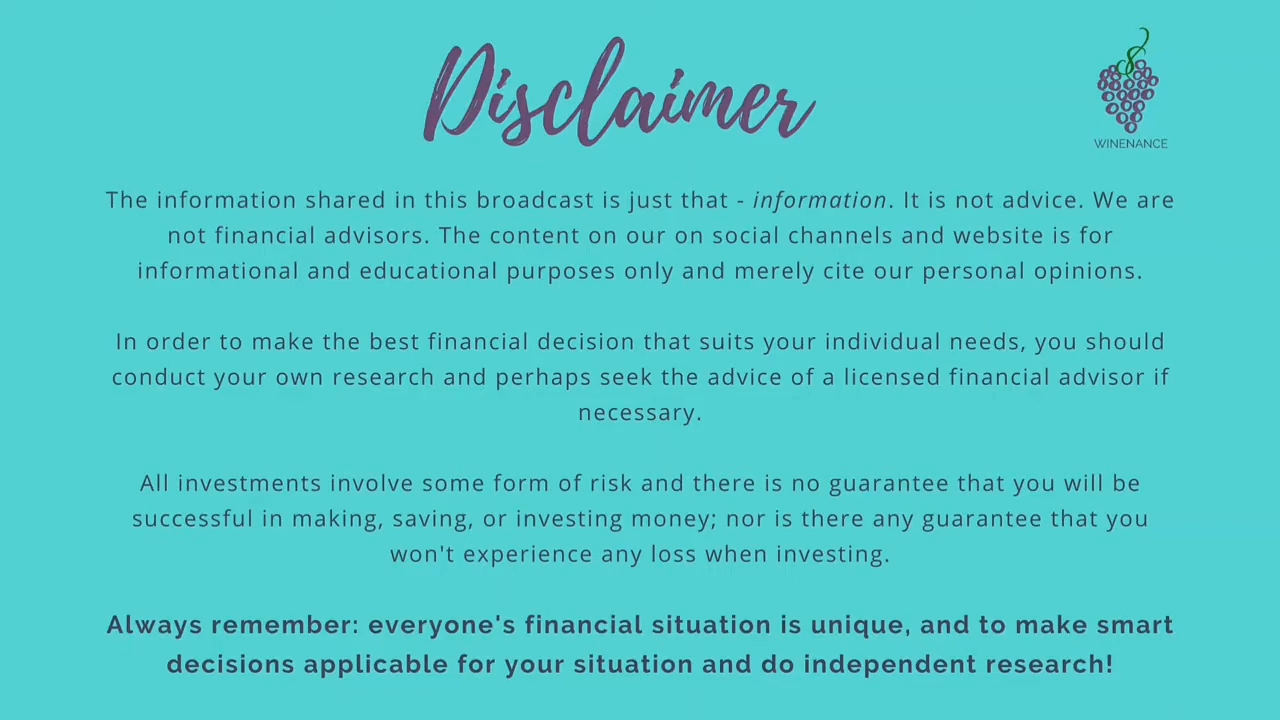 Disclaimer
WINENANCE
The information shared in this broadcast is just that - information. It is not advice. We are
not financial advisors. The content on our on social channels and website is for
informational and educational purposes only and merely cite our personal opinions.
In order to make the best financial decision that suits your individual needs, you should
conduct your own research and perhaps seek the advice of a licensed financial advisor if
necessary.
All investments involve some form of risk and there is no guarantee that you will be
successful in making, saving, or investing money; nor is there any guarantee that you
won't experience any loss when investing.
Always remember: everyone's financial situation is unique, and to make smart
decisions applicable for your situation and do independent research!